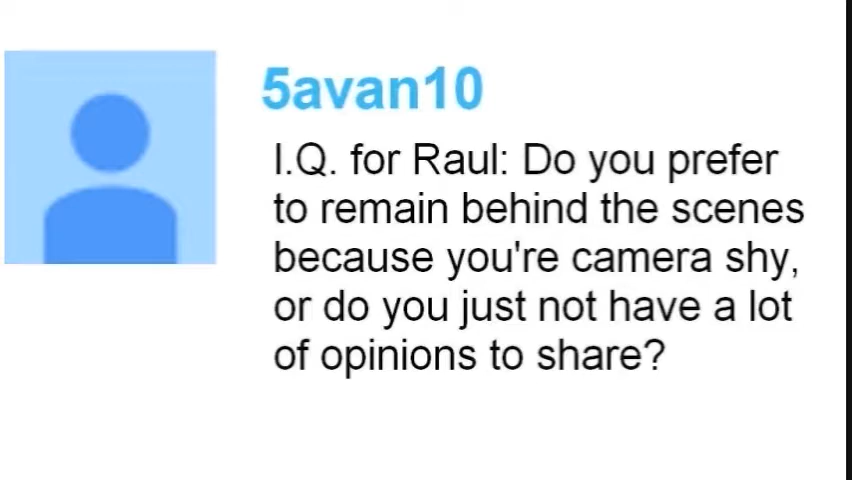 5avan10
I.Q. for Raul: Do you prefer
to remain behind the scenes
because you're camera shy,
or do you just not have a lot
of opinions to share?